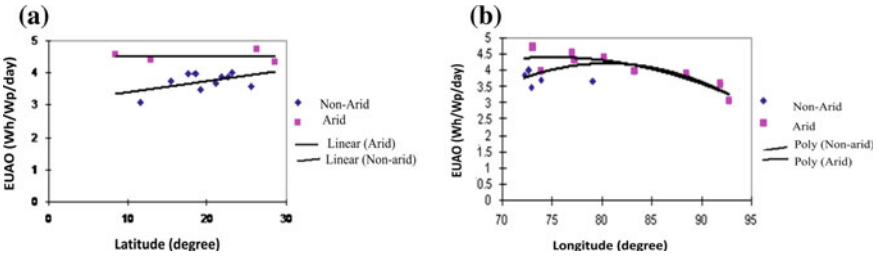 (a)
5
4
3
2
1
0
EUAO (Wh/Wp/day)
10
20
30
Latitude (degree)
Non-Arid
Arid
Linear (Arid)
Linear (Non-arid)
(b)
5
4.5
4
3.5
3
2.5
2
1.5
1
0.5
0
EUAO (Wh/Wp/day)
70
75
80
85
90
95
Longitude (degree)
Non-Arid
Arid
Poly (Non-arid)
Poly (Arid)